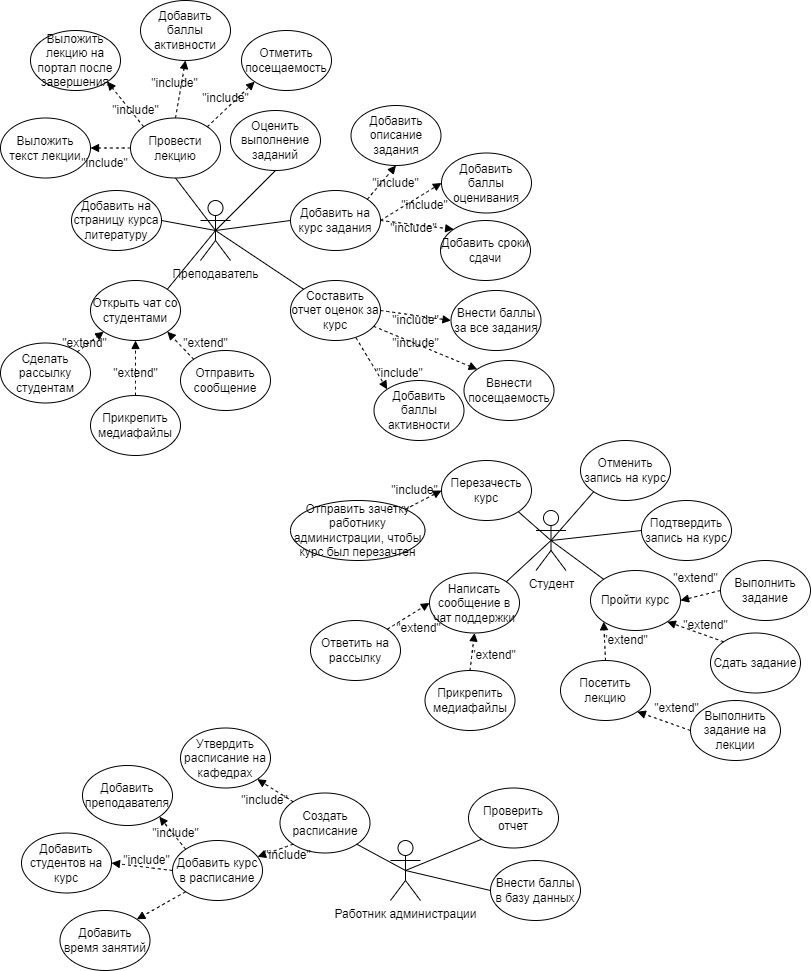 Добавить
баллы
активности
Выложить
лекцию на
портал после
завершения
Отметить
посещаемость
"include"
"include"
"include"
Выложить
текст лекции
"include"
Провести
лекцию
Оценить
выполнение
заданий
Добавить
описание
задания
Добавить
баллы
оценивания
"include"
"include"
"include"
Добавить на
страницу курса
литературу
Добавить на
курс задания
Добавить сроки
сдачи
Преподаватель
Открыть чат со
студентами
Составить
отчет оценок за
курс
Внести баллы
за все задания
"include"
"include"
"include"
"extend"
"extend"
"extend"
Сделать
рассылку
студентам
Отправить
сообщение
Прикрепить
медиафайлы
Ввнести
посещаемость
Добавить
баллы
активности
Перезачесть
курс
"include"
Отправить зачетку
работнику
администрации, чтобы
курс был перезачтен
Отменить
запись на курс
Подтвердить
запись на курс
Студент
Написать
сообщение в
чат поддержки
Пройти курс
"extend"
Выполнить
задание
"extend"
Сдать задание
"extend"
Ответить на
рассылку
"extend"
"extend"
Прикрепить
медиафайлы
Посетить
лекцию
"extend"
Выполнить
задание на
лекции
Утвердить
расписание на
кафедрах
"include"
Создать
расписание
Добавить
преподавателя
"include"
Проверить
отчет
Добавить
студентов на
курс
"include"
Добавить курс
в расписание
"include"
Внести баллы
в базу данных
Работник администрации
Добавить
время занятий